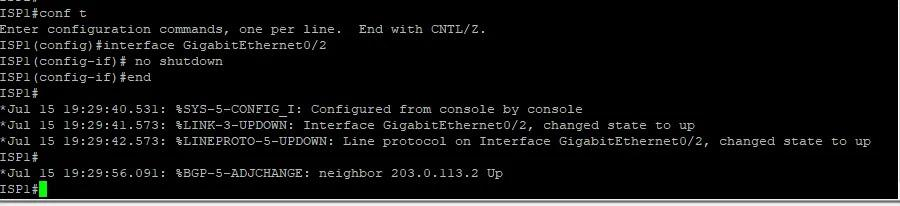 ISP1#conf t
Enter configuration commands, one per line.  End with CNTL/Z.
ISP1(config)#interface GigabitEthernet0/2
ISP1(config-if)# no shutdown
ISP1(config-if)#end
ISP1#
*Jul 15 19:29:40.531: %SYS-5-CONFIG_I: Configured from console by console
*Jul 15 19:29:41.573: %LINK-3-UPDOWN: Interface GigabitEthernet0/2, changed state to up
*Jul 15 19:29:42.573: %LINEPROTO-5-UPDOWN: Line protocol on Interface GigabitEthernet0/2, changed state to up
ISP1#
*Jul 15 19:29:56.091: %BGP-5-ADJCHANGE: neighbor 203.0.113.2 Up
ISP1#